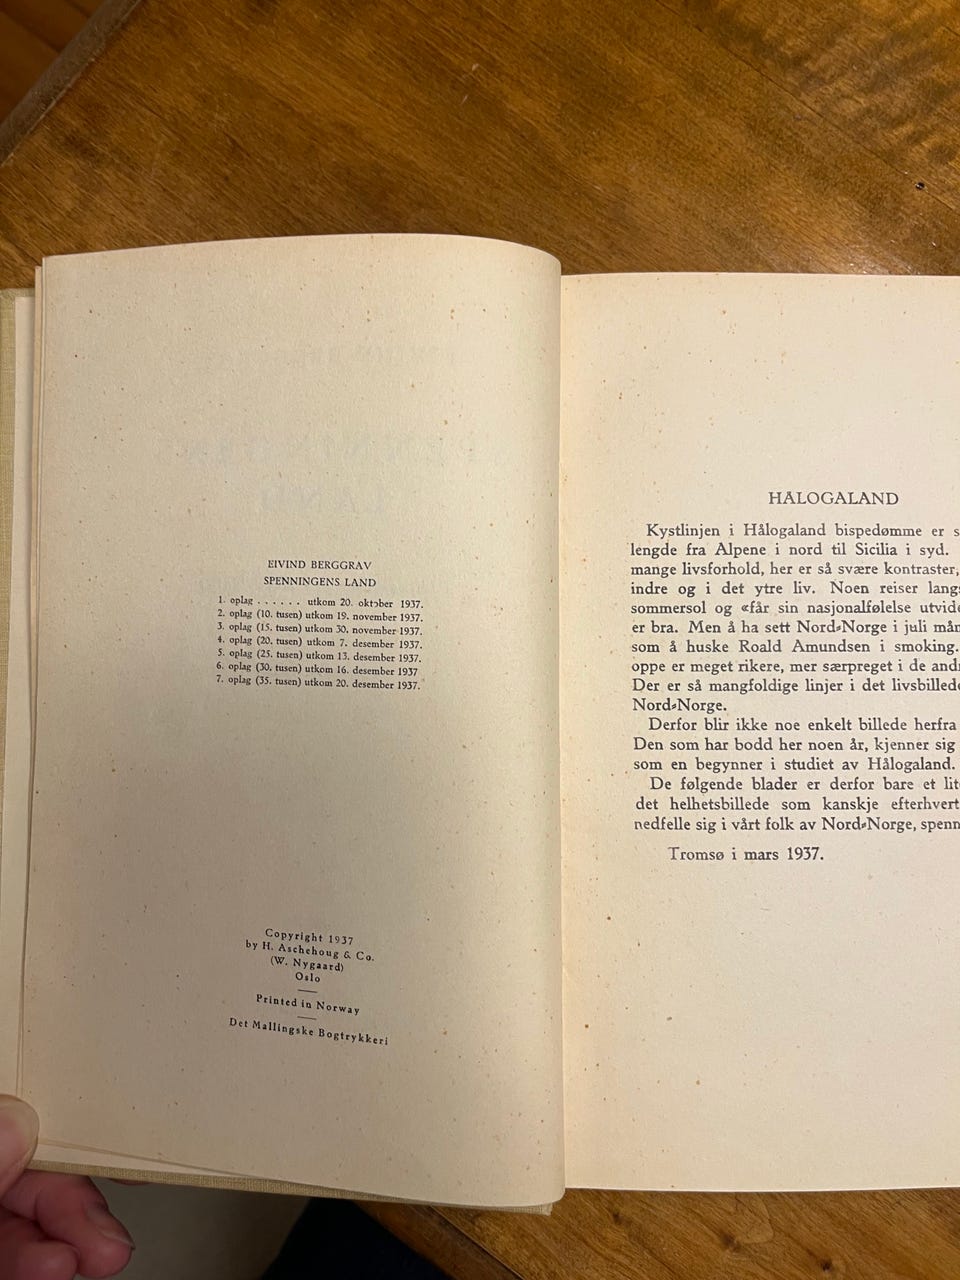 EIVIND BERGGRAV
SPENNINGENS LAND
1. oplag . . . . . . utkom 20. oktober 1937.
2. oplag (10. tusen) utkom 19. november 1937.
3. oplag (15. tusen) utkom 30. november 1937.
4. oplag (20. tusen) utkom 7. desember 1937.
5. oplag (25. tusen) utkom 13. desember 1937.
6. oplag (30. tusen) utkom 16. desember 1937
7. oplag (35. tusen) utkom 20. desember 1937.
Copyright 1937
by H. Aschehoug & Co.
(W. Nygaard)
Oslo
Printed in Norway
Det Mallingske Bogtrykkeri
HÅLOGALAND
Kystlinjen i Hålogaland bispedømme er
lengde fra Alpene i nord til Sicilia i syd.
mange livsforhold, her er så svære kontraster,
indre og i det ytre liv. Noen reiser
sommersol og «får sin nasjonalfølelse
er bra. Men å ha sett Nord-Norge i juli
som å huske Roald Amundsen i smoking.
oppe er meget rikere, mer særpreget i de
Der er så mangfoldige linjer i det
Nord-Norge.
Derfor blir ikke noe enkelt billede herfra
Den som har bodd her noen år, kjenner sig
som en begynner i studiet av Hålogaland.
De følgende blader er derfor bare et
det helhetsbillede som kanskje efterhvert
nedfelle sig i vårt folk av Nord-Norge,
Tromsø i mars 1937.